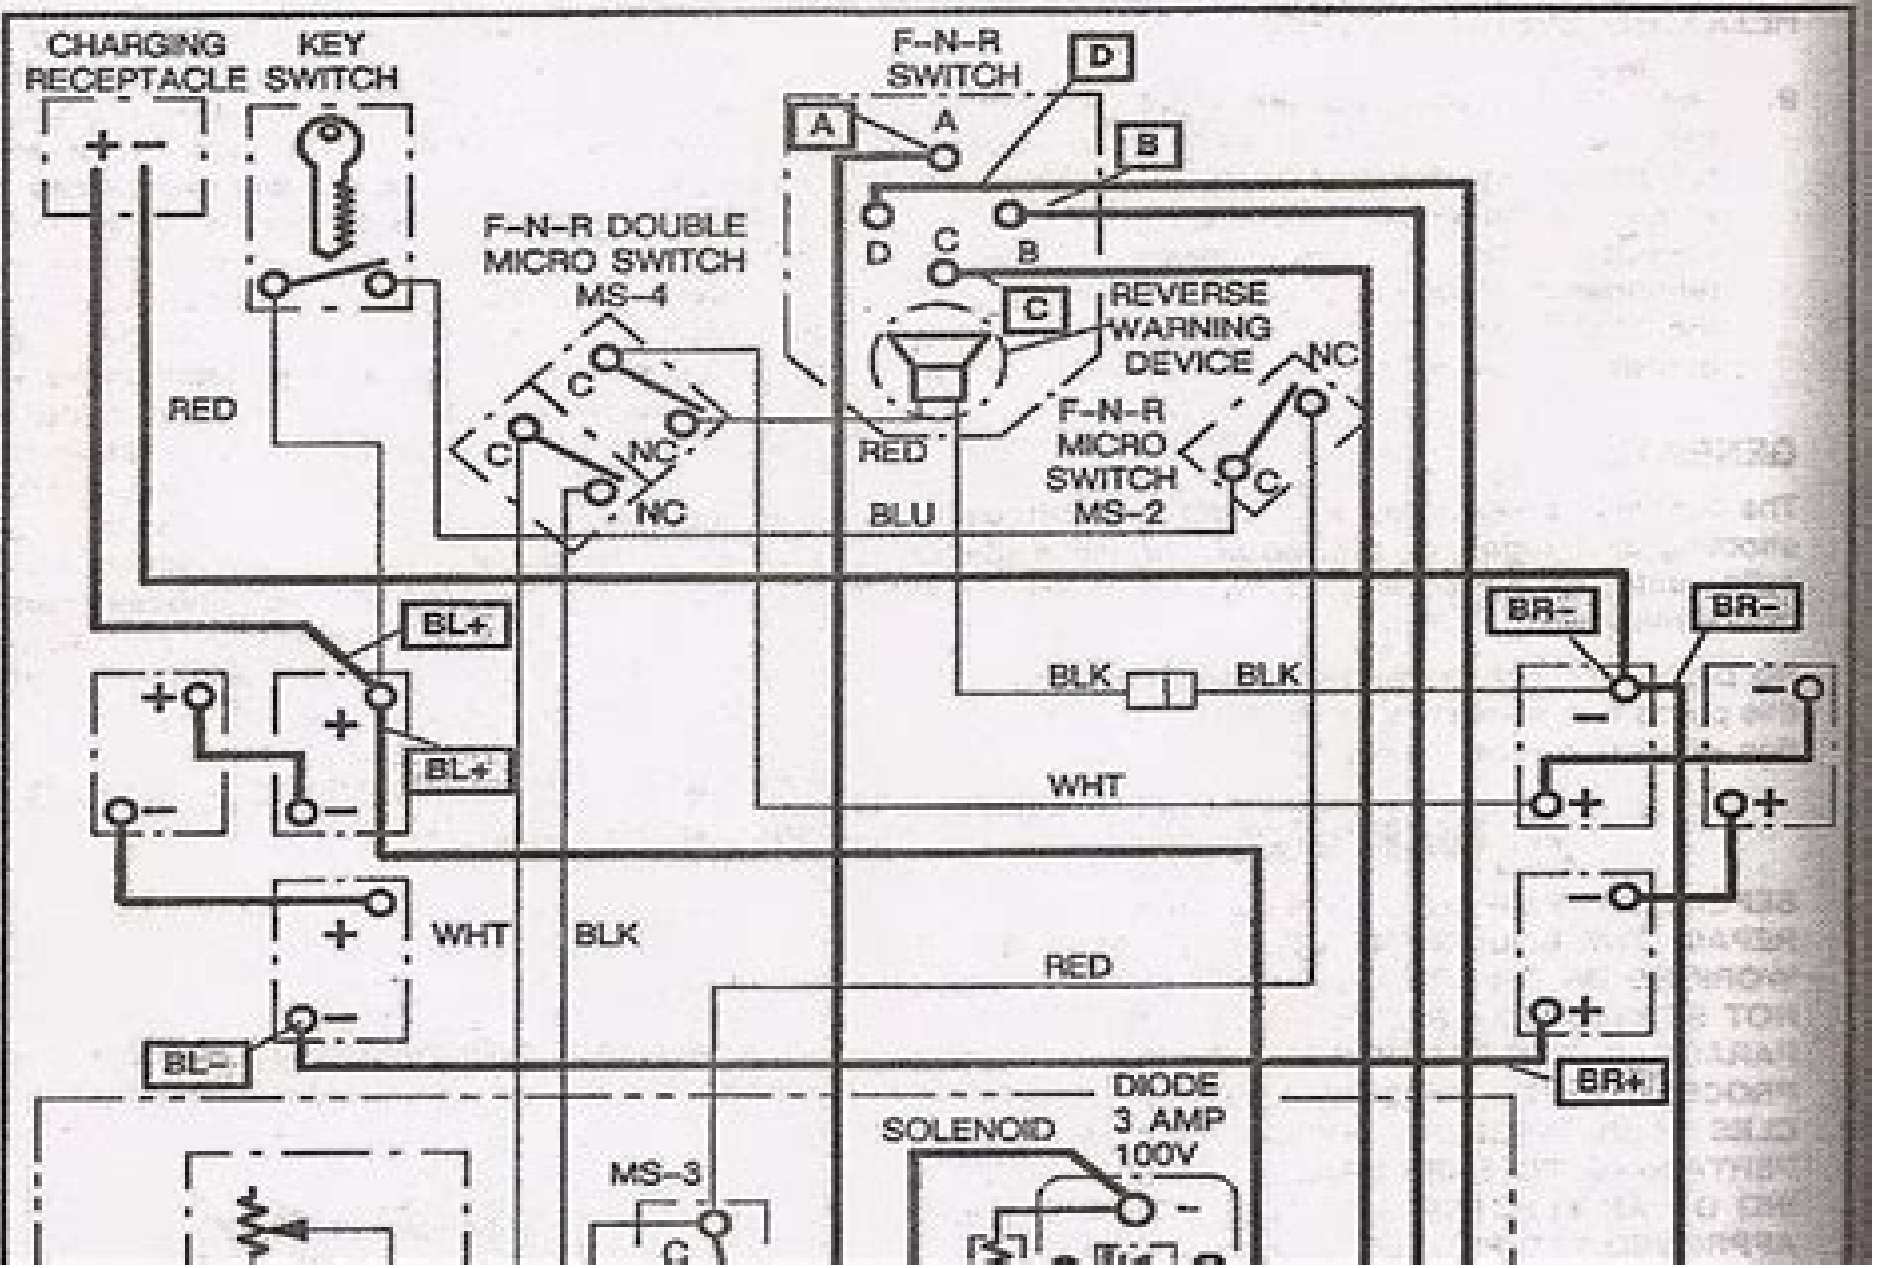 CHARGING
RECEPTACLE
KEY
SWITCH
F-N-R
SWITCH
D
A
A
B
+ -
F-N-R DOUBLE
MICRO SWITCH
MS-4
D
C
B
C
REVERSE
WARNING
DEVICE
NC
RED
C
C
NC
NC
RED
F-N-R
MICRO
SWITCH
MS-2
C
BLU
BL+
BR-
BR-
BLK
BLK
+
+
-
-
BL+
-
-
WHT
+
+
+
WHT
BLK
-
RED
-
+
BL-
BR+
DIODE
3 AMP
100V
SOLENOID
MS-3
-
C